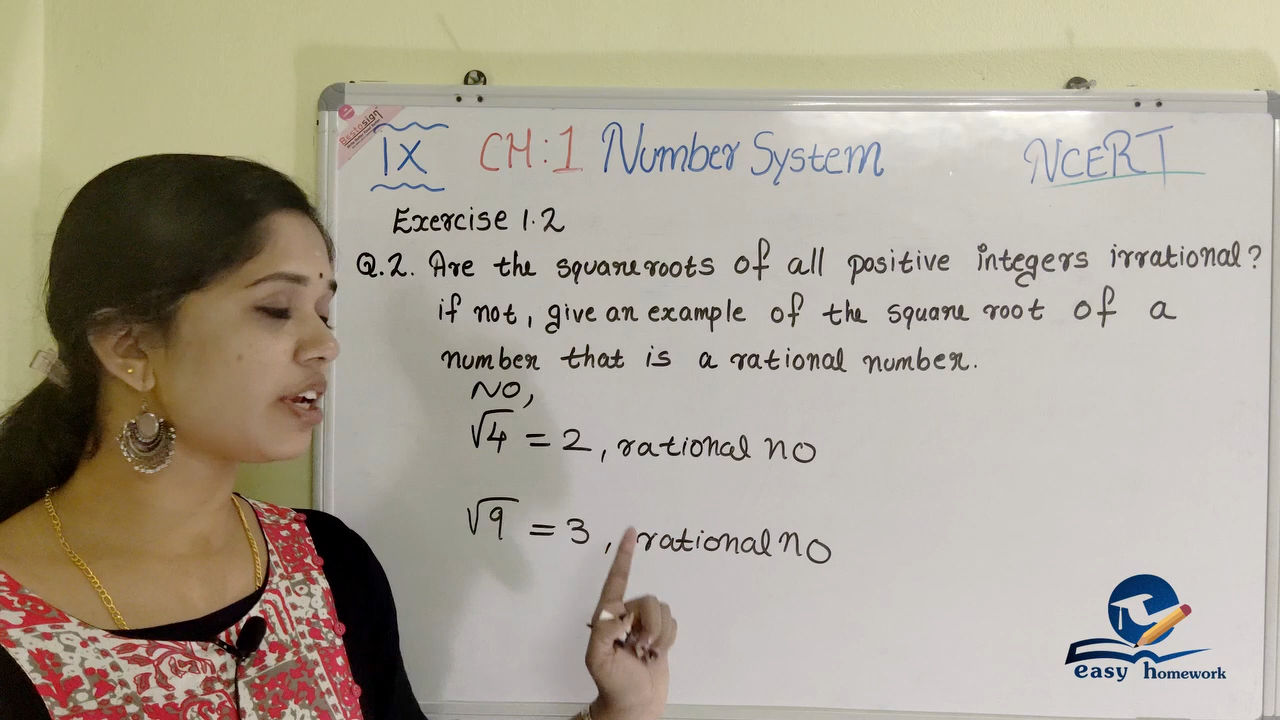 Bestosign
IX CH:1 Number System NCERT
Exercise 1.2
Q.2. Are the squareroots of all positive integers irrational?
if not, give an example of the square root of a
number that is a rational number.
NO,
√4 = 2, rational no
√9 = 3, rational no
easy homework